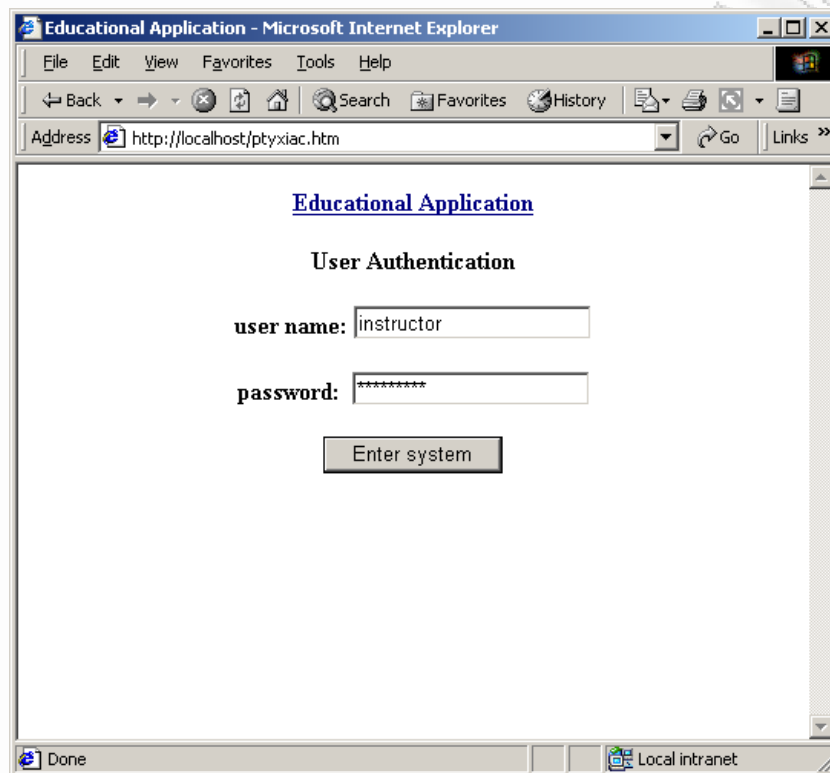 Educational Application - Microsoft Internet Explorer
File Edit View Favorites Tools Help
Back Search Favorites History
Address http://localhost/ptyxiac.htm Go Links »
Educational Application
User Authentication
user name: instructor
password: *********
Enter system
Done Local intranet